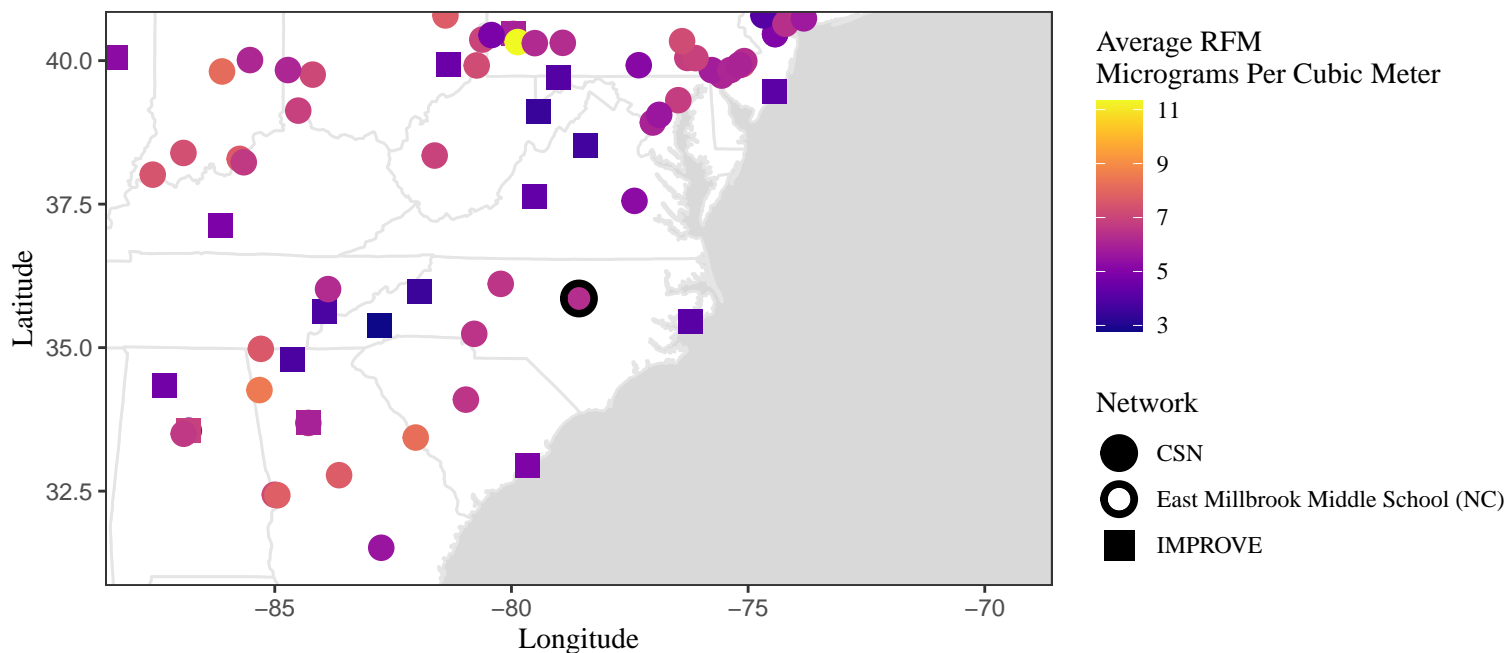 Average RFM
Micrograms Per Cubic Meter
11
9
7
5
3
Network
CSN
East Millbrook Middle School (NC)
IMPROVE
Latitude
40.0
37.5
35.0
32.5
−85
−80
−75
−70
Longitude